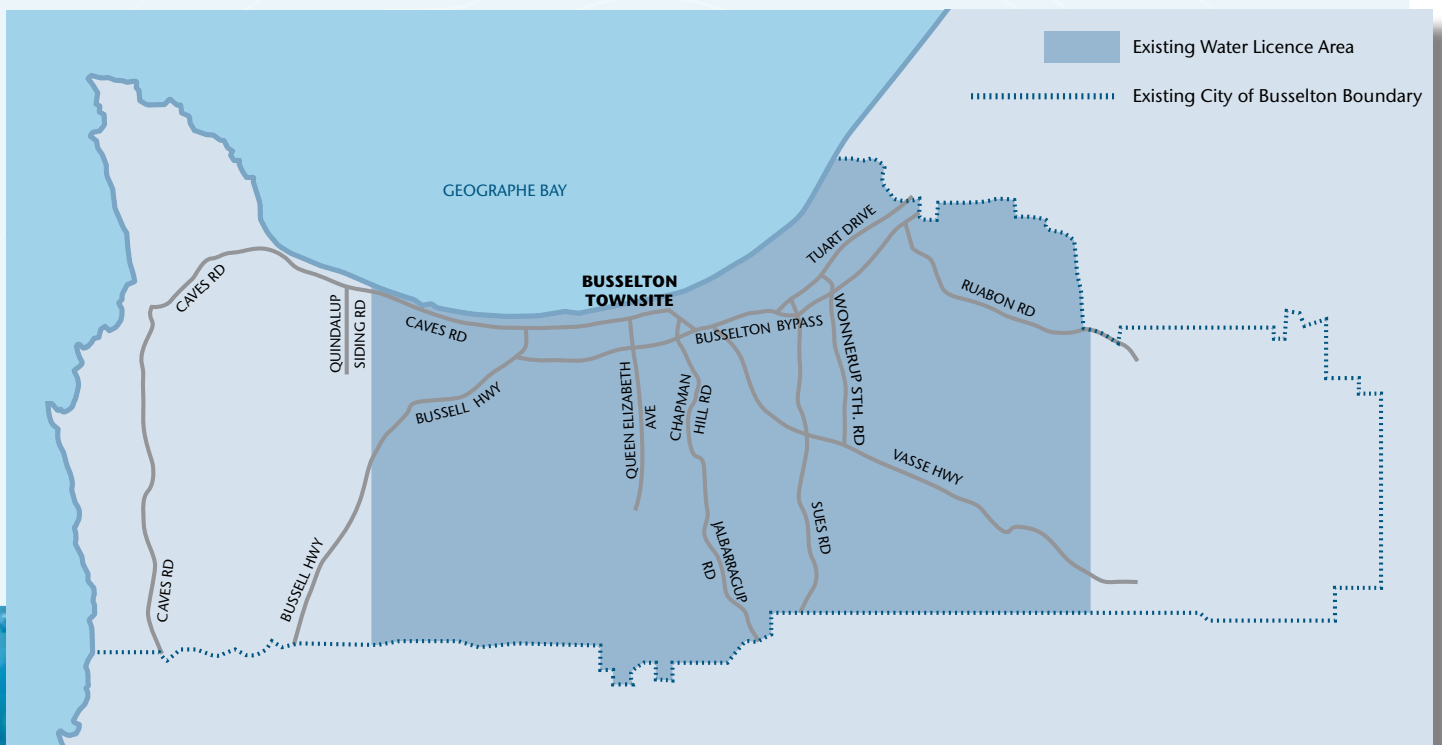 Existing Water Licence Area
Existing City of Busselton Boundary
GEOGRAPHE BAY
TUART DRIVE
CAVES RD
BUSSELTON
TOWNSITE
RUABON RD
QUINDALUP
SIDING RD
CAVES RD
BUSSELTON BYPASS
WONNERUP STH. RD
BUSSELL HWY
QUEEN ELIZABETH
AVE
CHAPMAN
HILL RD
VASSE HWY
SUES RD
JALBARRAGUP
RD
BUSSELL HWY
CAVES RD